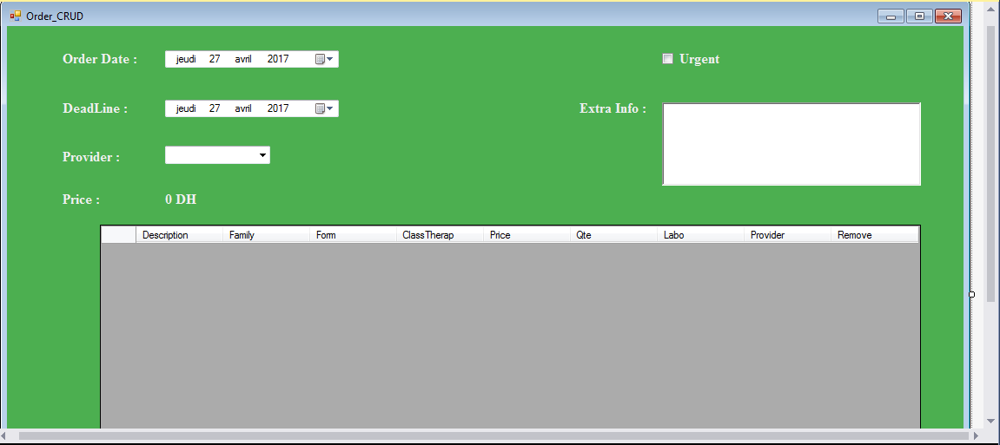 Order_CRUD
Order Date : jeudi 27 avril 2017 Urgent
DeadLine : jeudi 27 avril 2017 Extra Info :
Provider :
Price : 0 DH
Description Family Form ClassTherap Price Qte Labo Provider Remove